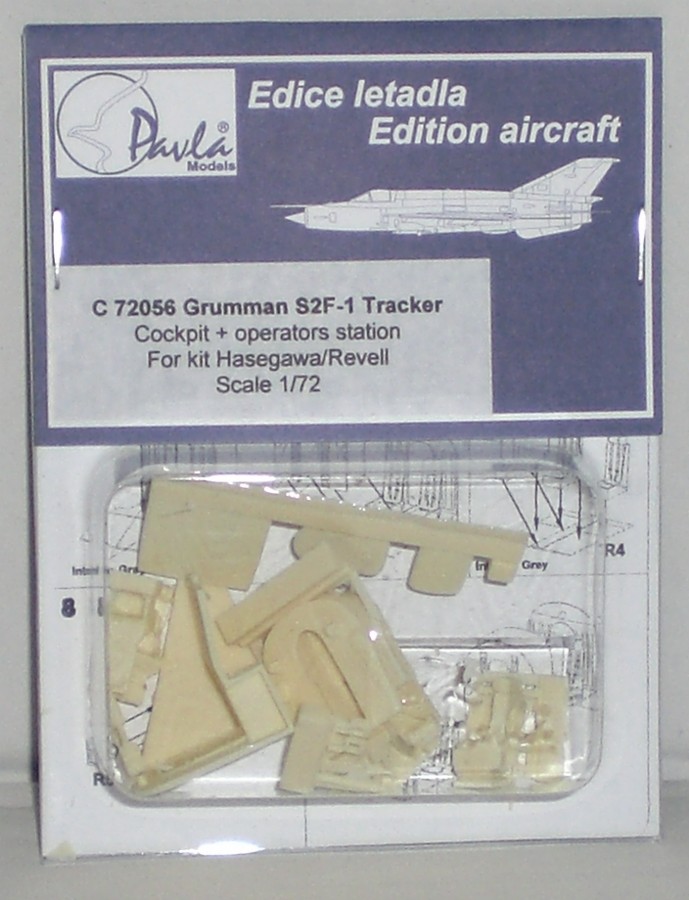 Pavla®
Models
Edice letadla
Edition aircraft
C 72056 Grumman S2F-1 Tracker
Cockpit + operators station
For kit Hasegawa/Revell
Scale 1/72
R4
Grey
Grey
8